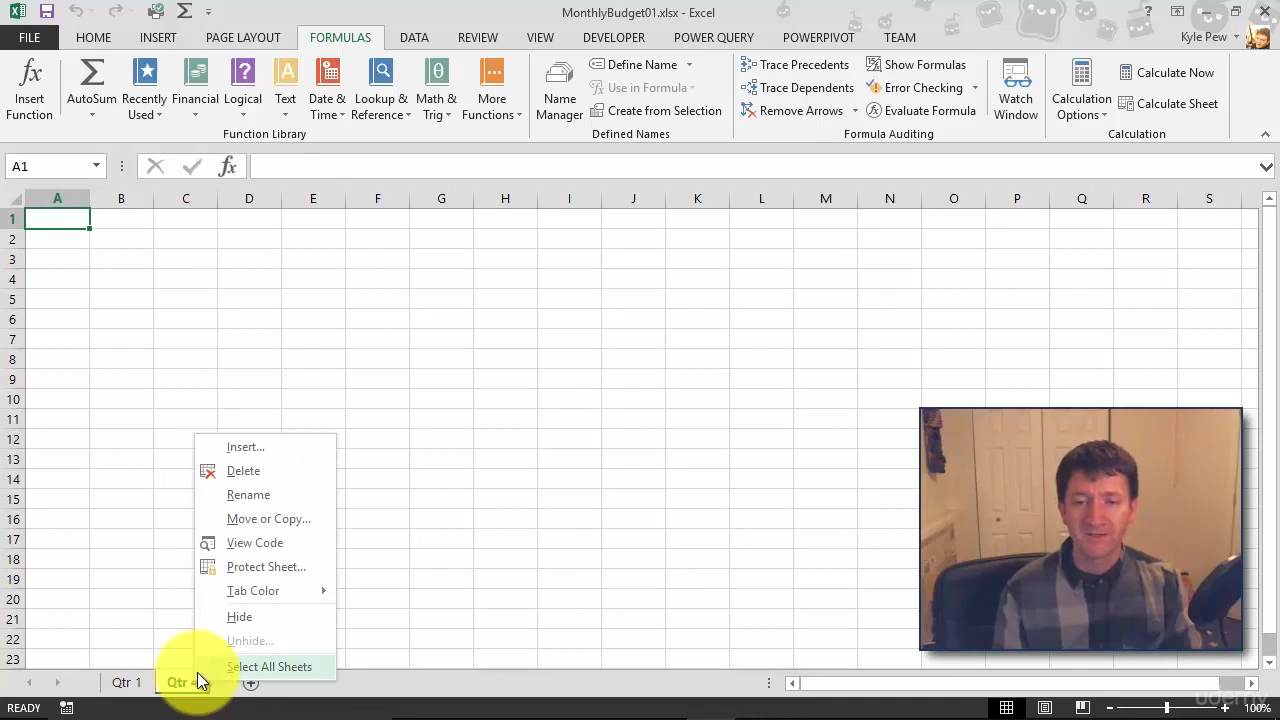 MonthlyBudget01.xlsx - Excel
FILE HOME INSERT PAGE LAYOUT FORMULAS DATA REVIEW VIEW DEVELOPER POWER QUERY POWERPIVOT TEAM Kyle Pew
Insert Function
AutoSum
Recently Used
Financial
Logical
Text
Date & Time
Lookup & Reference
Math & Trig
More Functions
Function Library
Name Manager
Define Name
Use in Formula
Create from Selection
Defined Names
Trace Precedents
Trace Dependents
Remove Arrows
Show Formulas
Error Checking
Evaluate Formula
Formula Auditing
Watch Window
Calculation Options
Calculate Now
Calculate Sheet
Calculation
A1
fx
A B C D E F G H I J K L M N O P Q R S
1
2
3
4
5
6
7
8
9
10
11
12
13
14
15
16
17
18
19
20
21
22
23
Insert...
Delete
Rename
Move or Copy...
View Code
Protect Sheet...
Tab Color
Hide
Unhide...
Select All Sheets
Qtr 1 Qtr
udemy
READY 100%